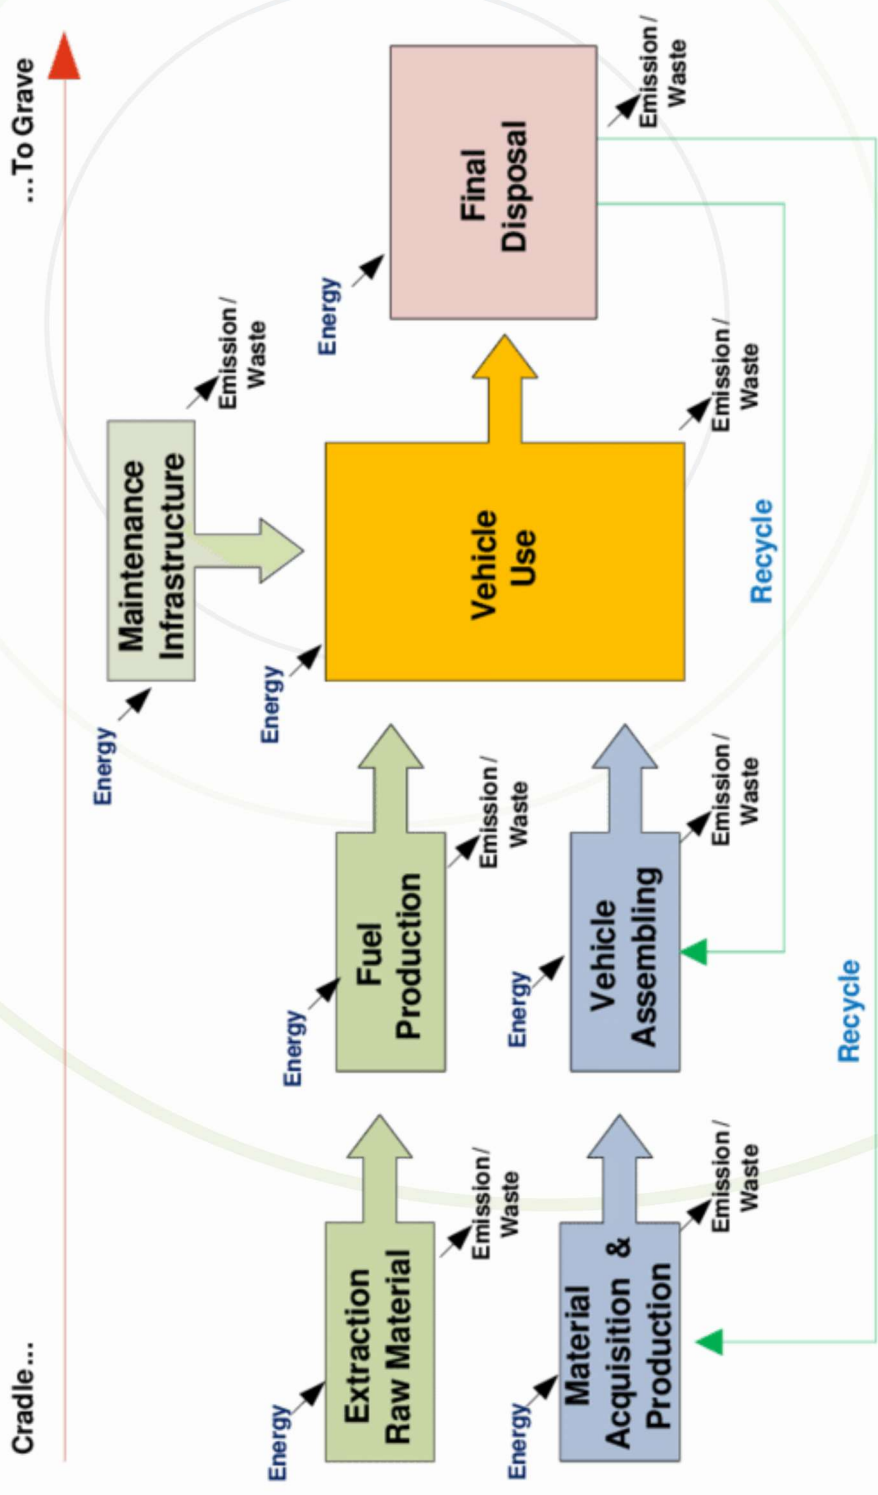 Cradle...
...To Grave
Energy
Maintenance
Infrastructure
Emission /
Waste
Energy
Extraction
Raw Material
Emission /
Waste
Energy
Fuel
Production
Emission /
Waste
Energy
Vehicle
Use
Emission /
Waste
Energy
Final
Disposal
Emission /
Waste
Energy
Material
Acquisition &
Production
Emission /
Waste
Energy
Vehicle
Assembling
Emission /
Waste
Recycle
Recycle